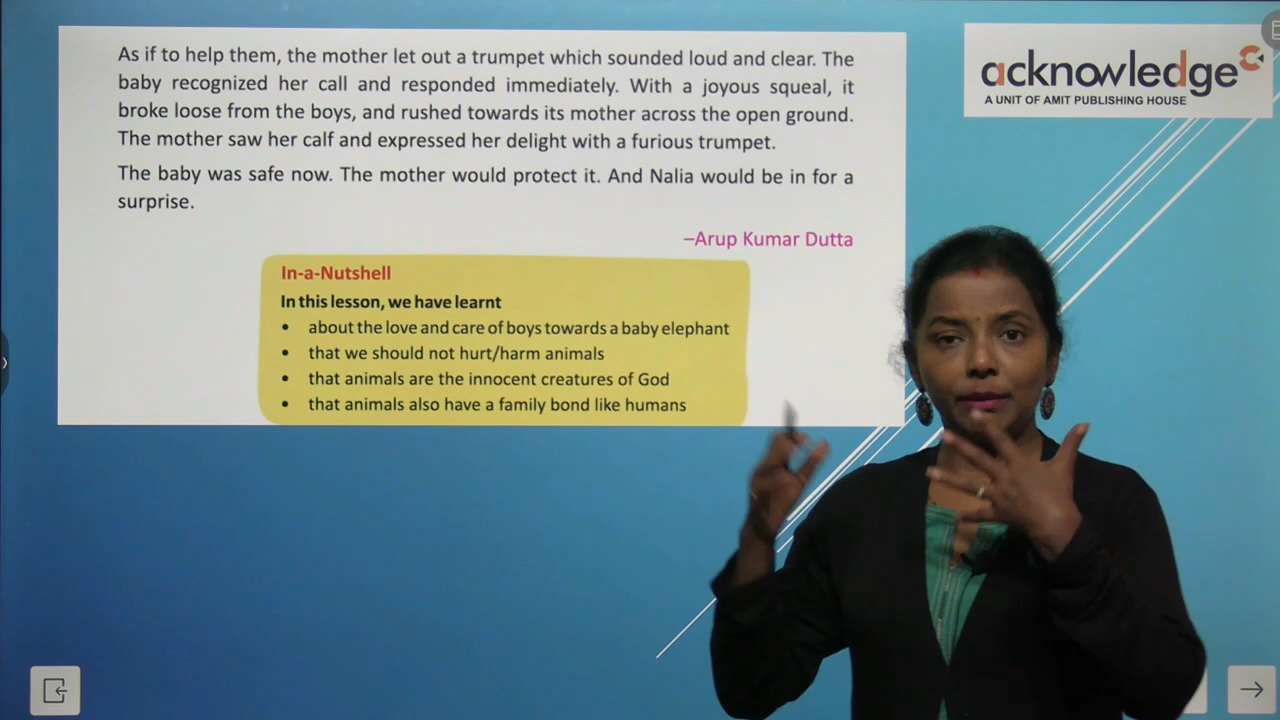 As if to help them, the mother let out a trumpet which sounded loud and clear. The
baby recognized her call and responded immediately. With a joyous squeal, it
broke loose from the boys, and rushed towards its mother across the open ground.
The mother saw her calf and expressed her delight with a furious trumpet.
The baby was safe now. The mother would protect it. And Nalia would be in for a
surprise.
–Arup Kumar Dutta
In-a-Nutshell
In this lesson, we have learnt
• about the love and care of boys towards a baby elephant
• that we should not hurt/harm animals
• that animals are the innocent creatures of God
• that animals also have a family bond like humans
acknowledge
A UNIT OF AMIT PUBLISHING HOUSE